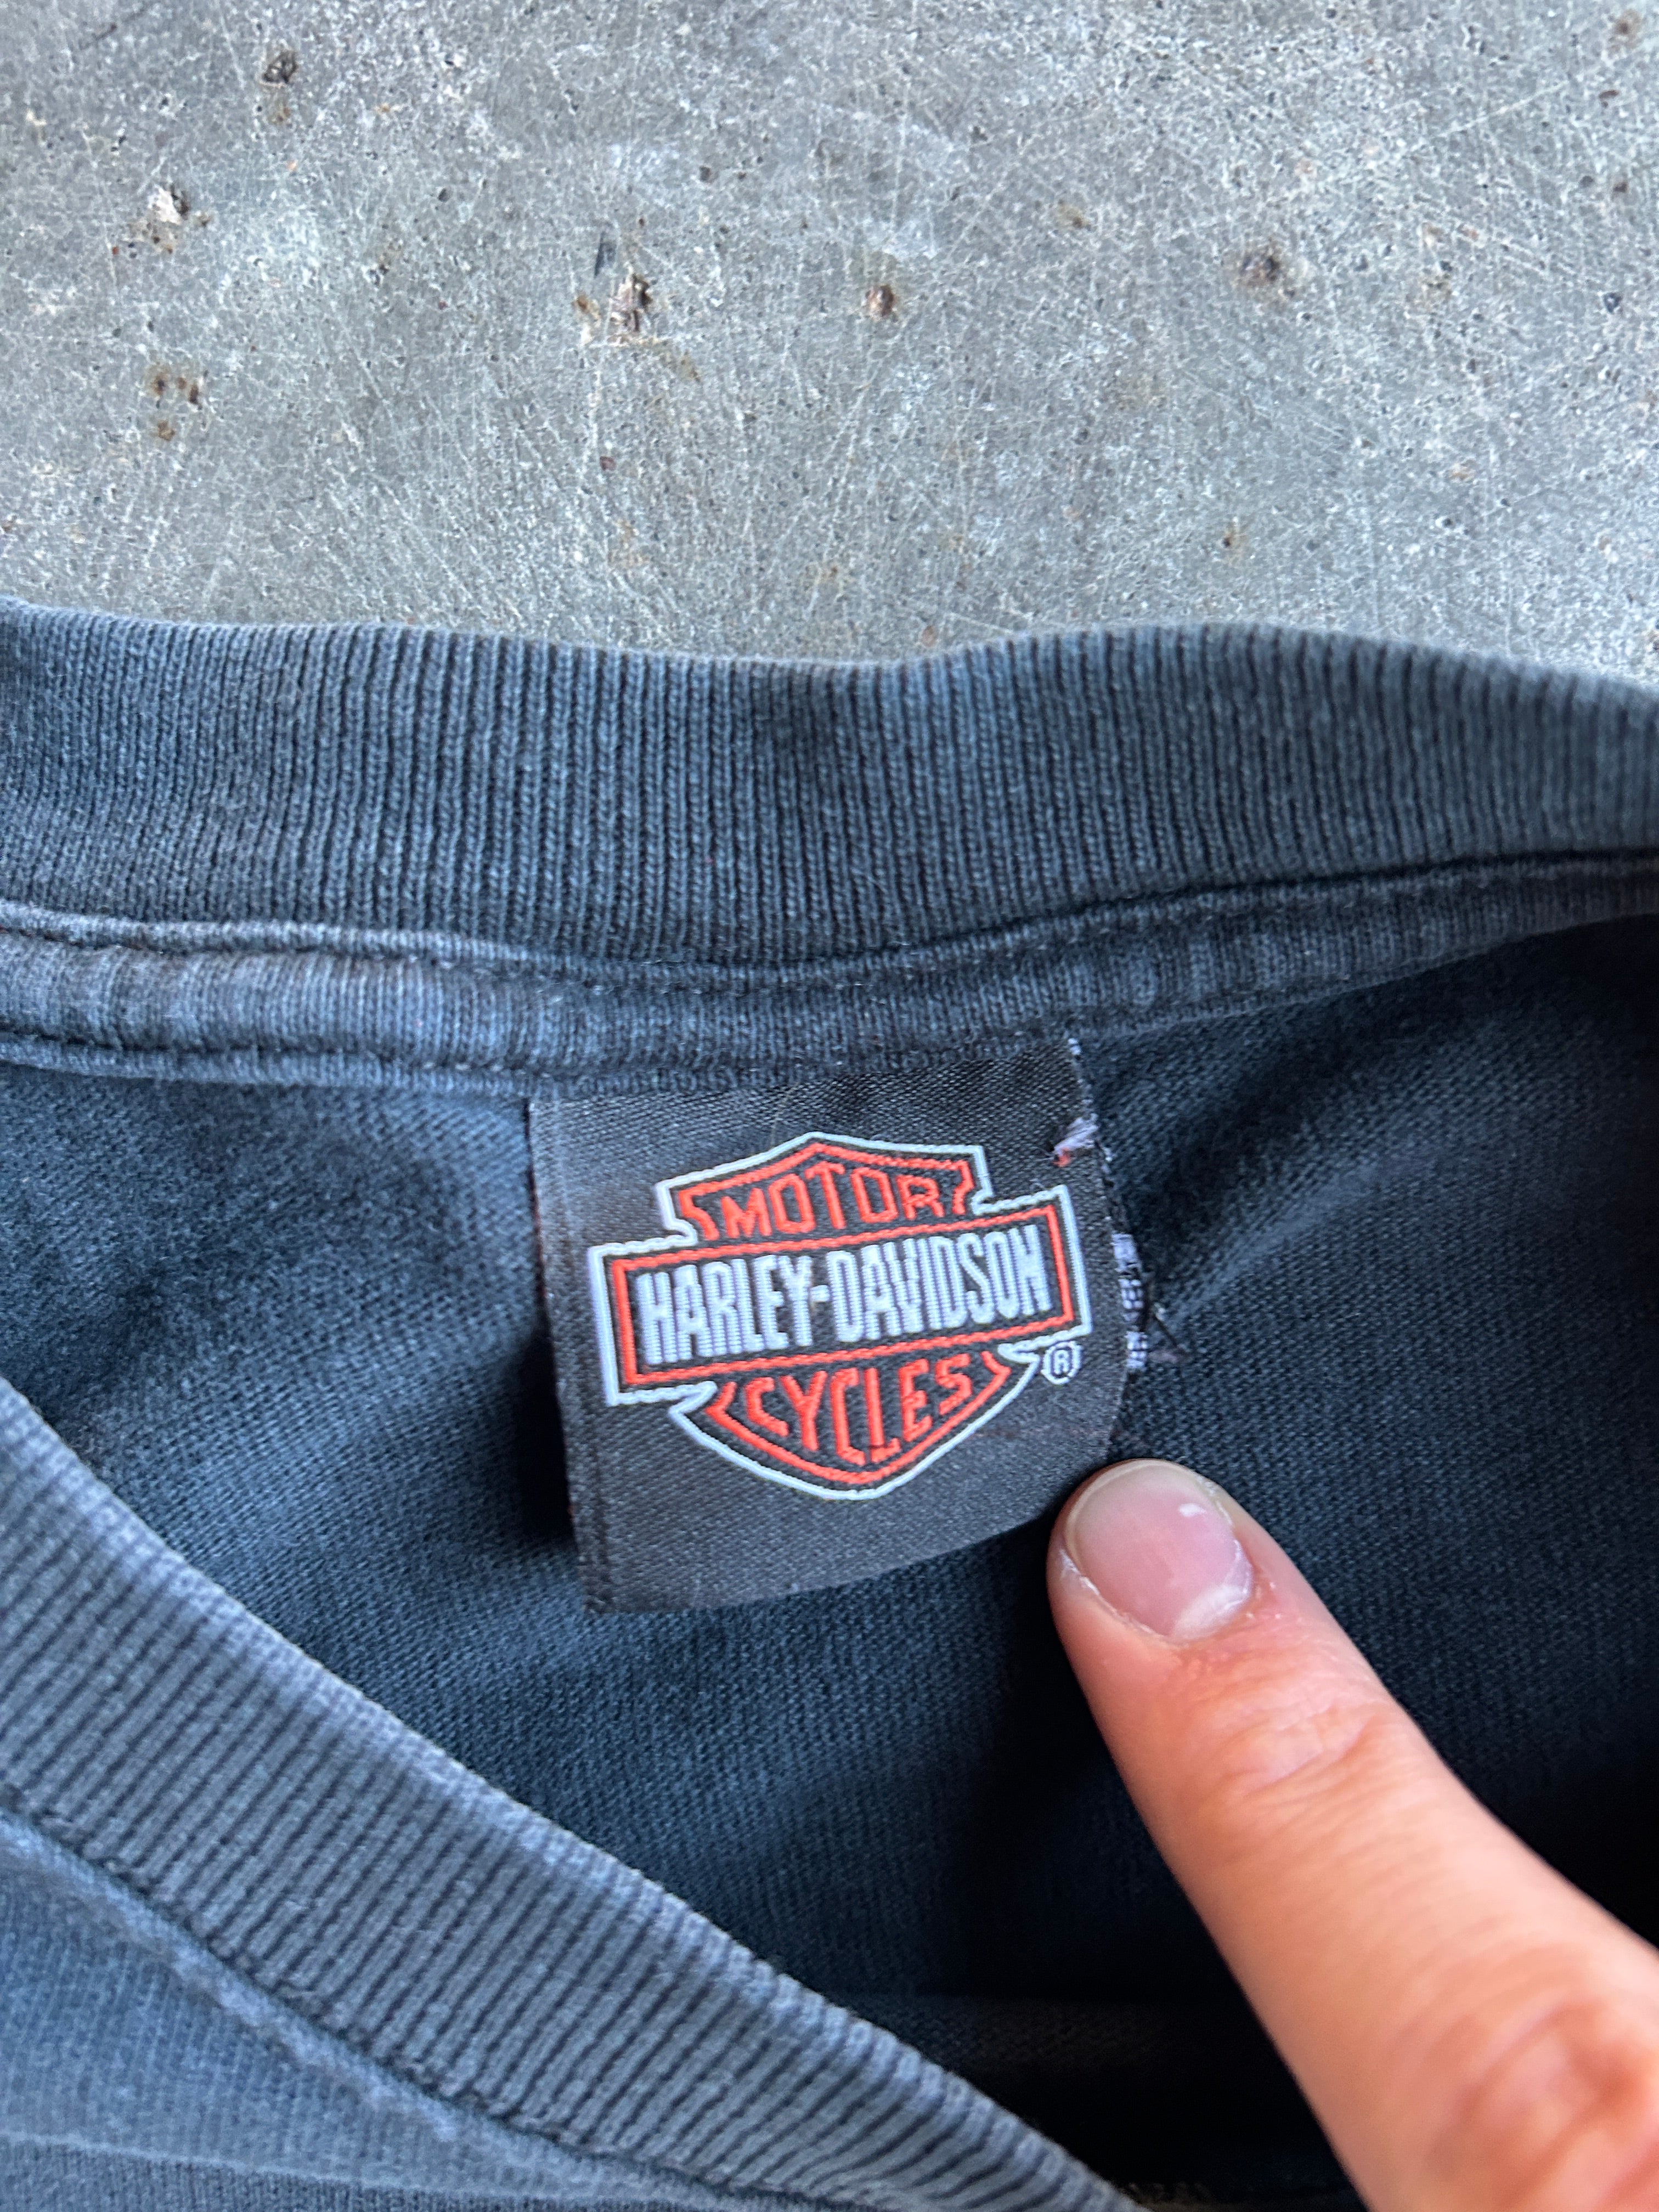 MOTOR
HARLEY-DAVIDSON
CYCLES
®